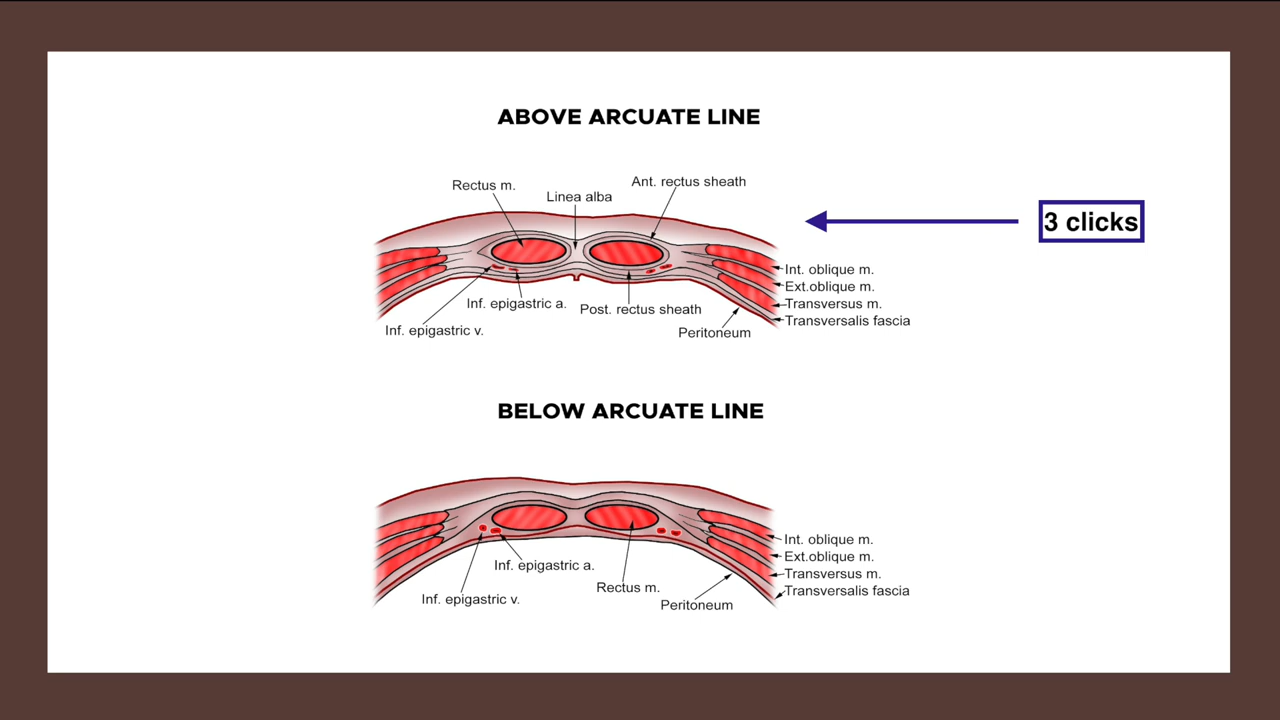 ABOVE ARCUATE LINE
Rectus m.
Linea alba
Ant. rectus sheath
3 clicks
Int. oblique m.
Ext.oblique m.
Transversus m.
Transversalis fascia
Inf. epigastric a.
Post. rectus sheath
Inf. epigastric v.
Peritoneum
BELOW ARCUATE LINE
Int. oblique m.
Ext.oblique m.
Transversus m.
Transversalis fascia
Inf. epigastric a.
Rectus m.
Inf. epigastric v.
Peritoneum